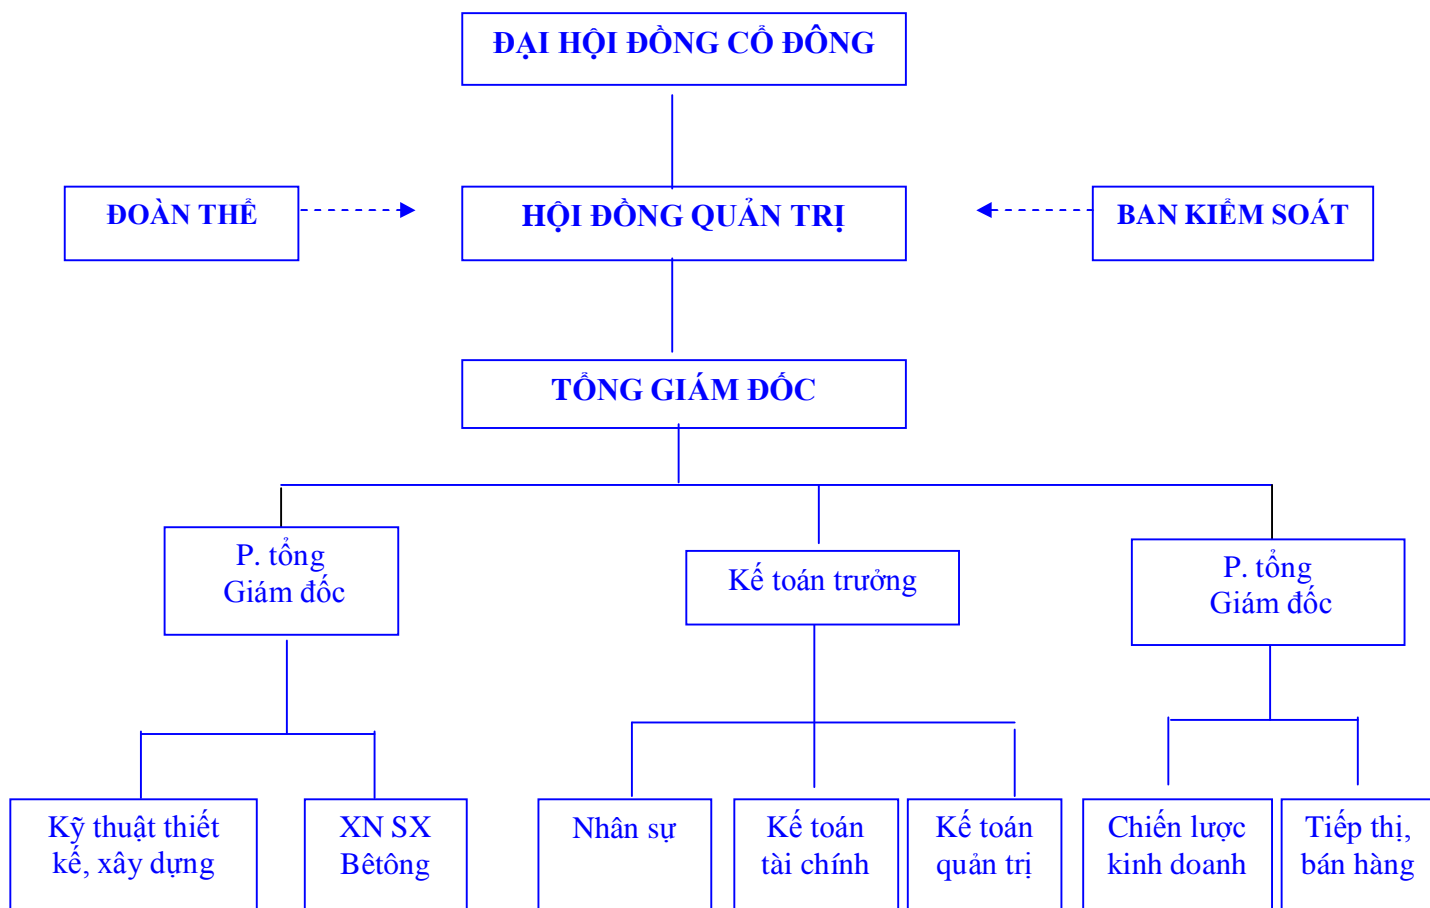 ĐẠI HỘI ĐỒNG CỔ ĐÔNG
ĐOÀN THỂ
HỘI ĐỒNG QUẢN TRỊ
BAN KIỂM SOÁT
TỔNG GIÁM ĐỐC
P. tổng
Giám đốc
Kế toán trưởng
P. tổng
Giám đốc
Kỹ thuật thiết
kế, xây dựng
XN SX
Bêtông
Nhân sự
Kế toán
tài chính
Kế toán
quản trị
Chiến lược
kinh doanh
Tiếp thị,
bán hàng